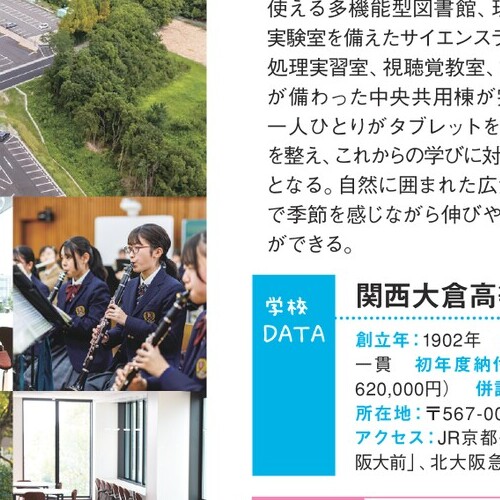 使える多機能型図書館、
実験室を備えたサイエンス
処理実習室、視聴覚教室、
が備わった中央共用棟が
一人ひとりがタブレットを
を整え、これからの学びに対
となる。自然に囲まれた広
で季節を感じながら伸びや
ができる。
学校
DATA
関西大倉高
創立年：1902年
一貫 初年度納
620,000円） 併
所在地：〒567-00
アクセス：JR京都
阪大前」、北大阪急